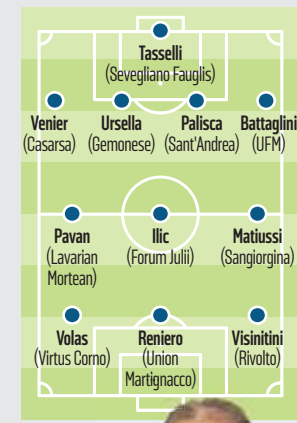 Tasselli
(Sevegliano Fauglis)
Venier Ursella Palisca Battaglini
(Casarsa) (Gemonese) (Sant'Andrea) (UFM)
Pavan Ilic Matiussi
(Lavarian (Forum Julii) (Sangiorgina)
Mortean)
Volas Reniero Visinitini
(Virtus Corno) (Union (Rivolto)
Martignacco)